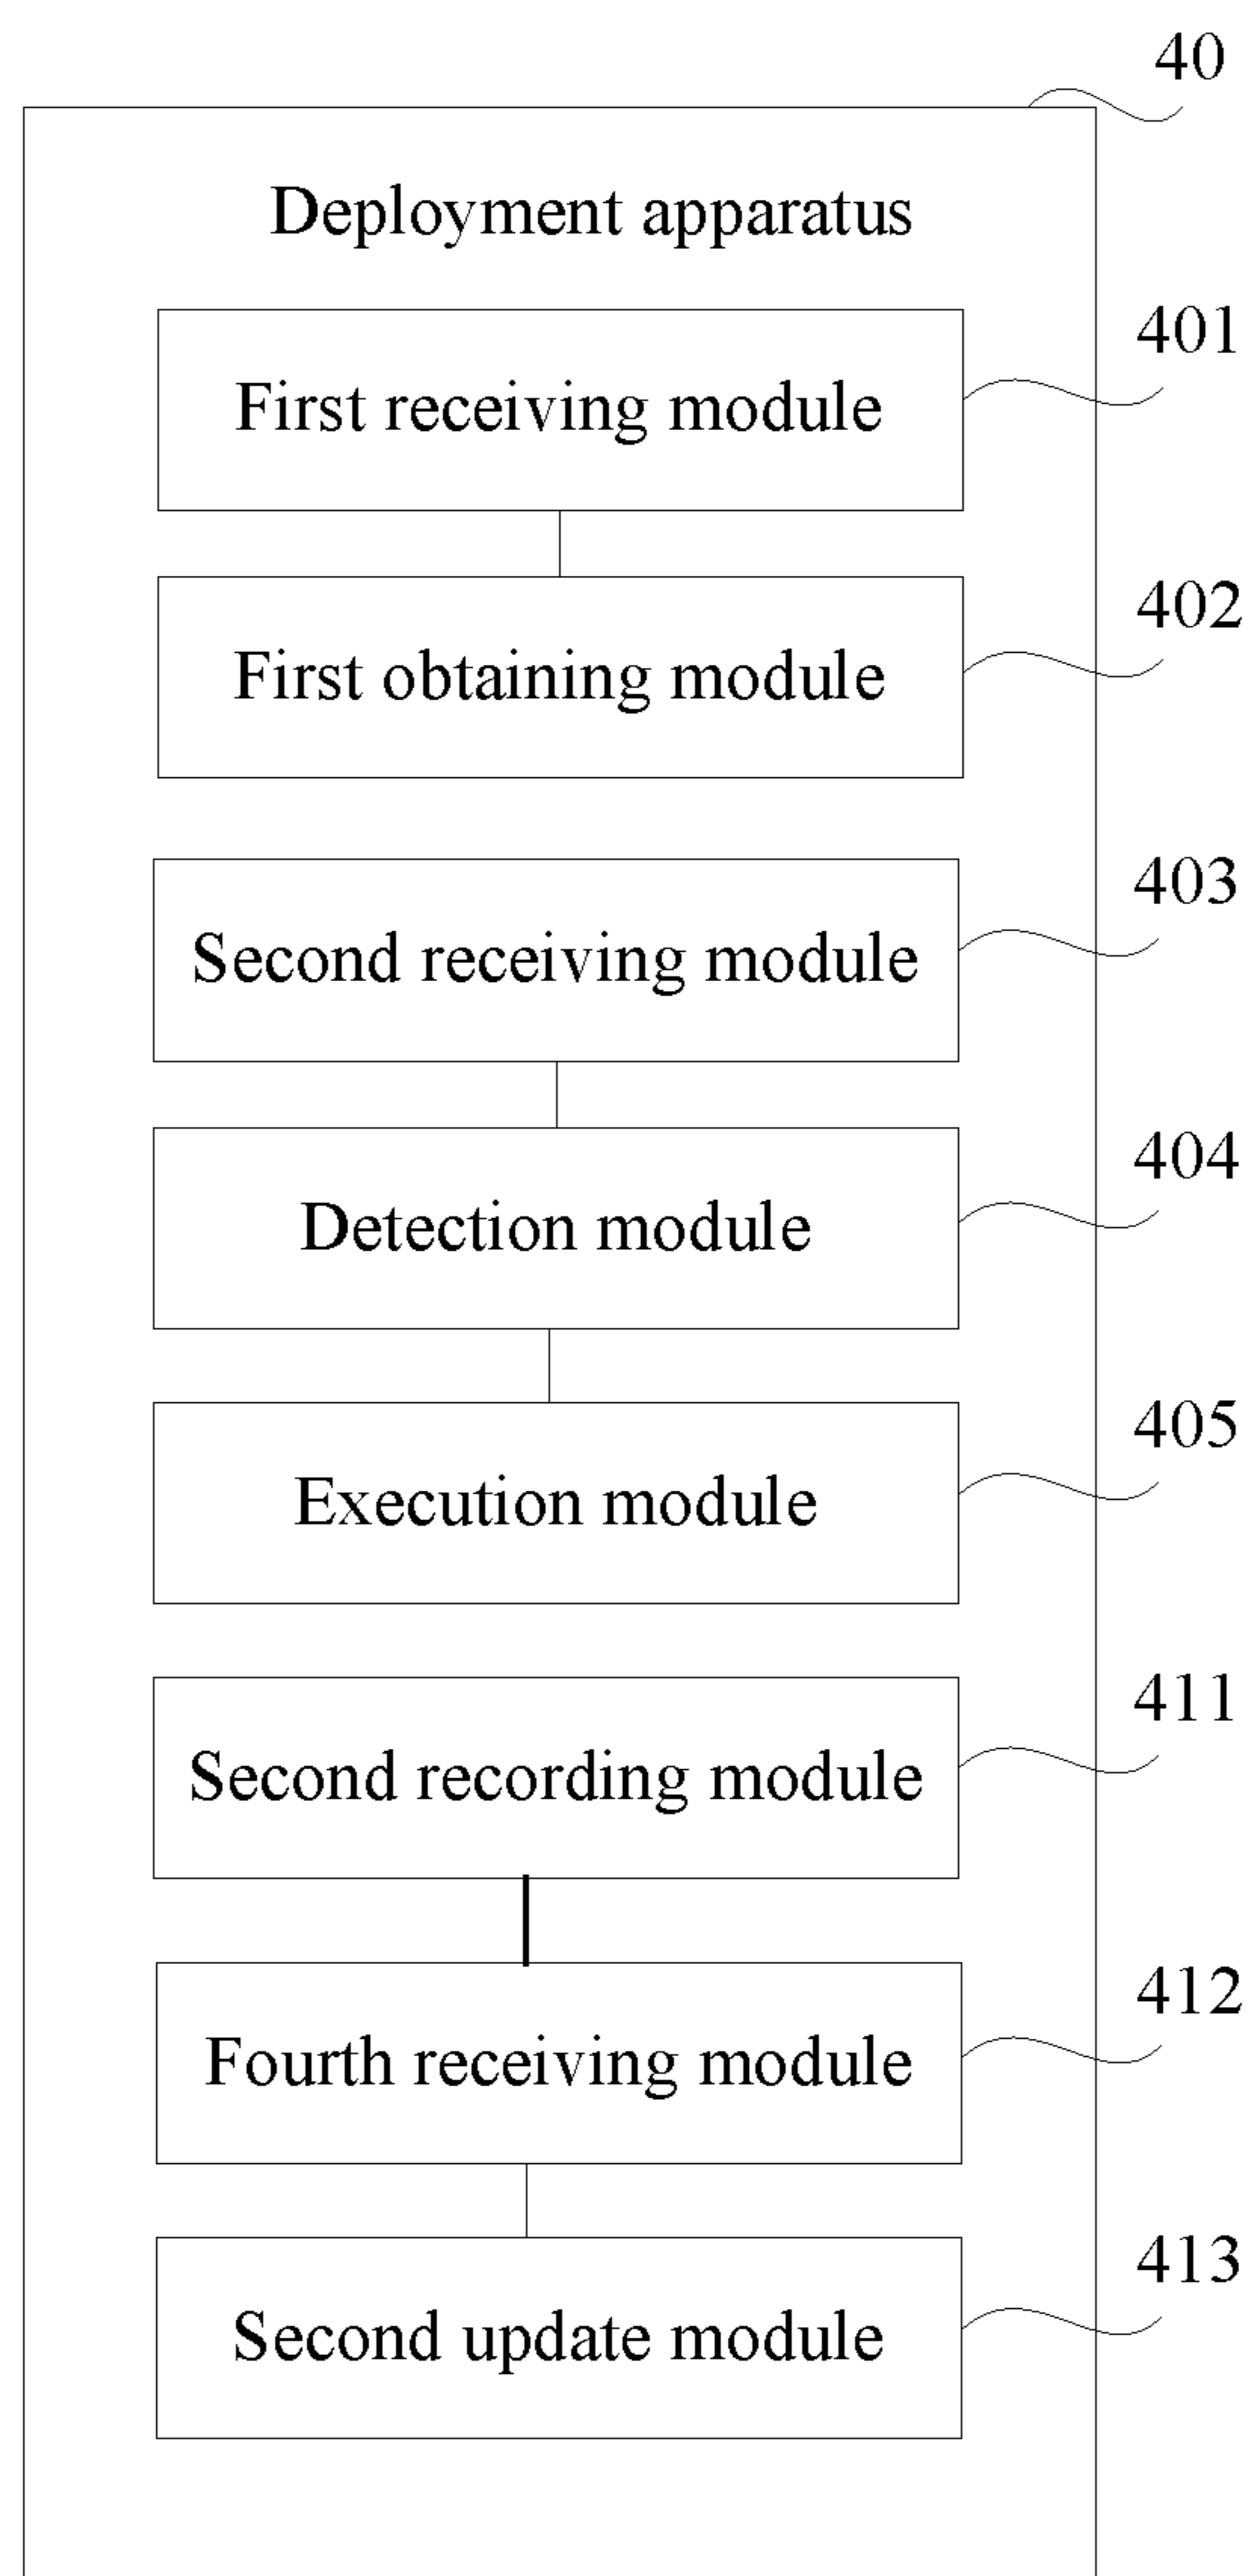 40
Deployment apparatus
401
First receiving module
402
First obtaining module
403
Second receiving module
404
Detection module
405
Execution module
411
Second recording module
412
Fourth receiving module
413
Second update module